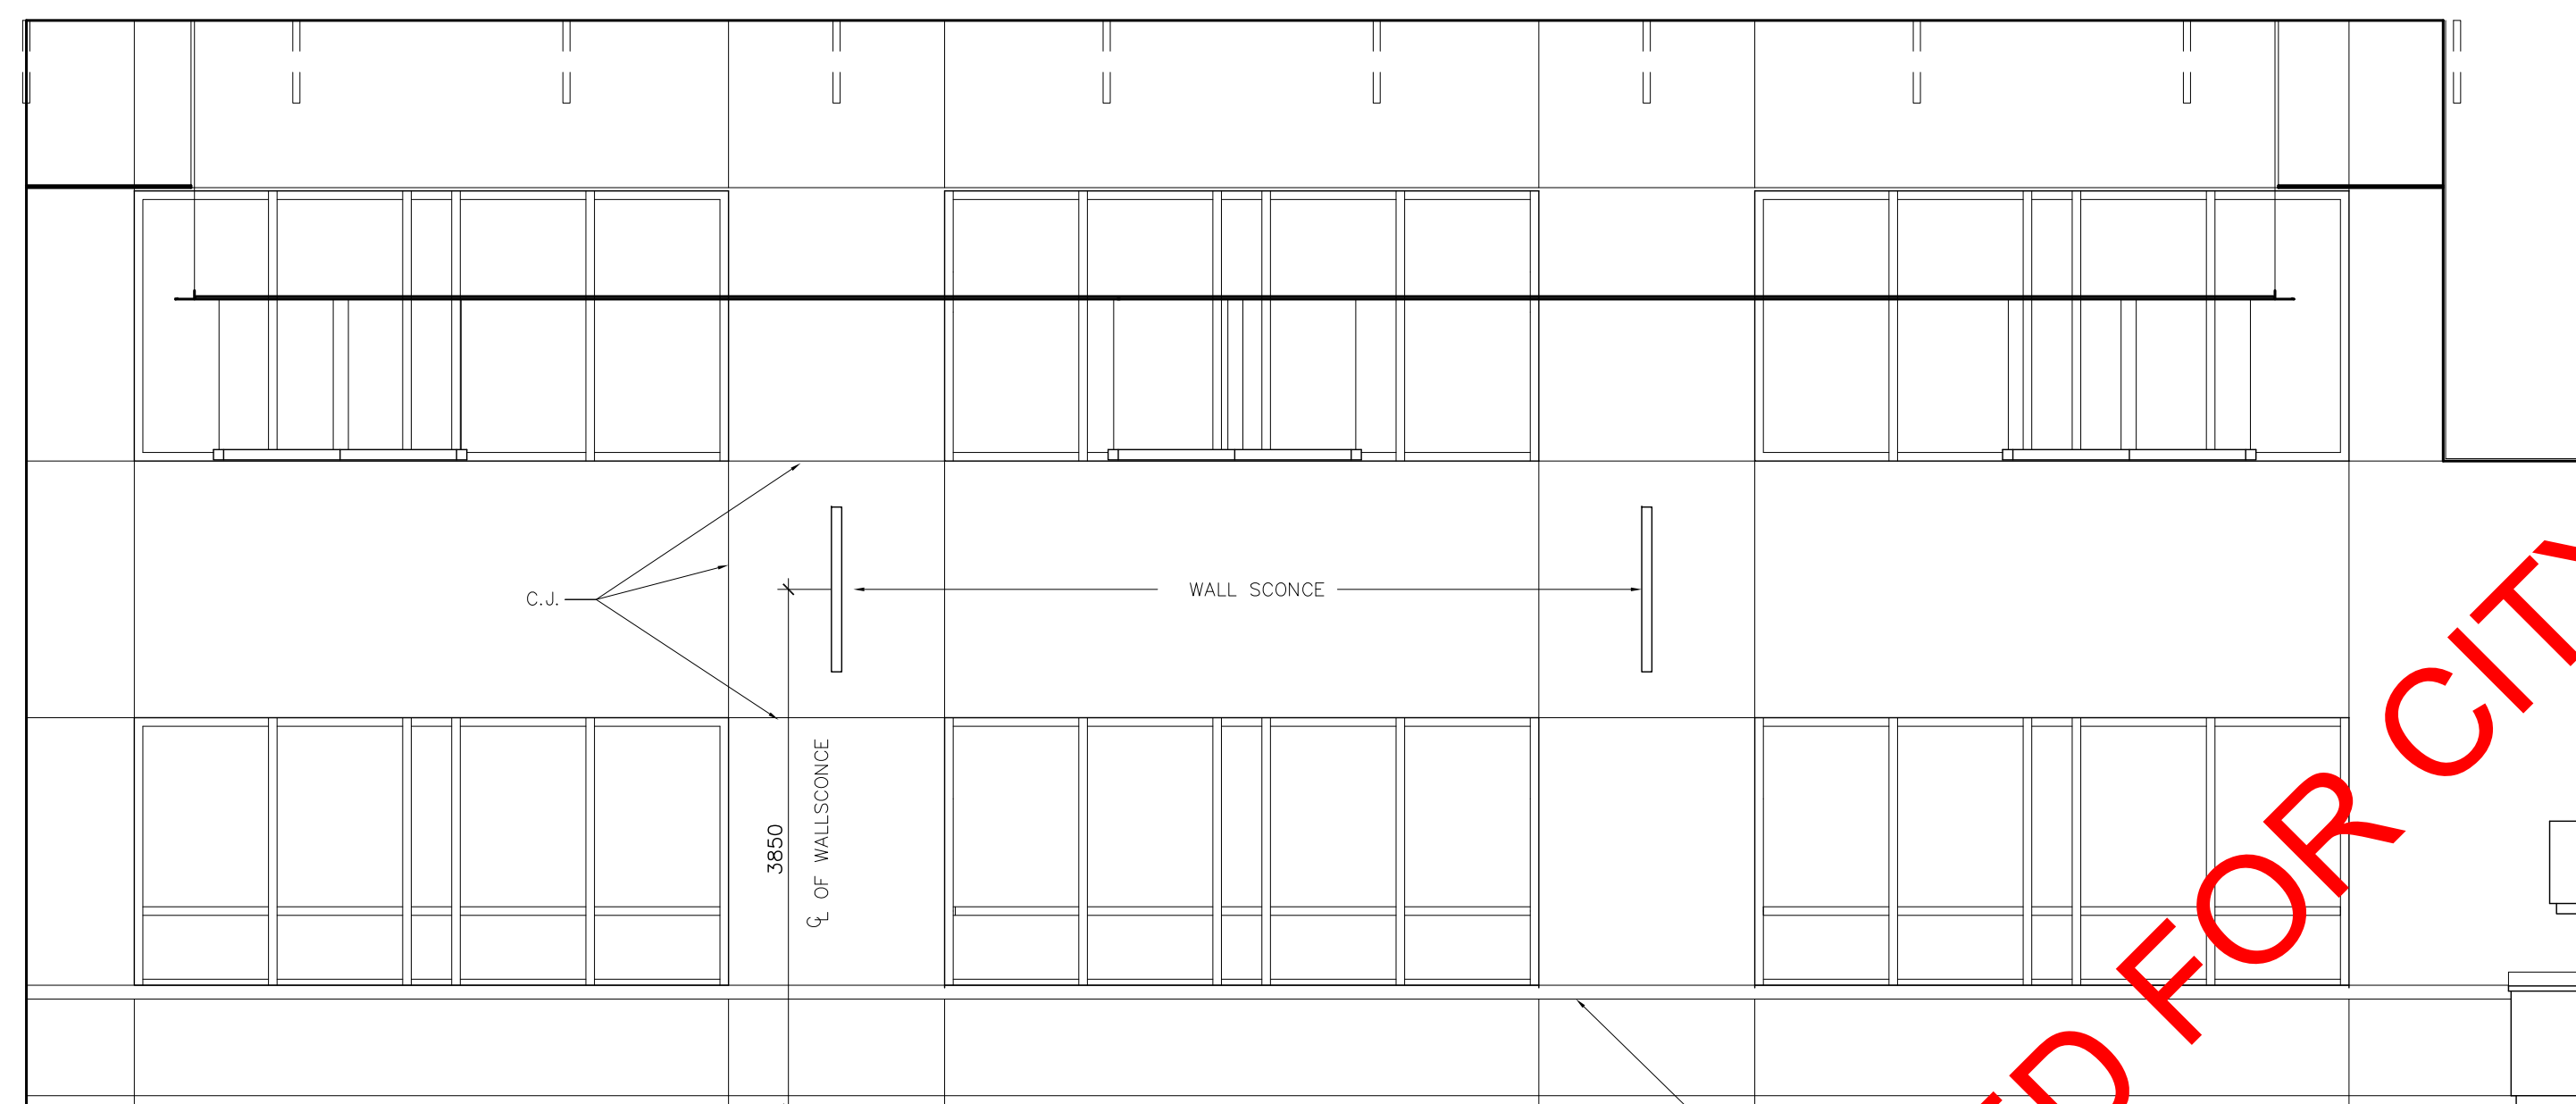 C.J.
WALL SCONCE
3850
℄ OF WALLSCONCE
FOR CITY